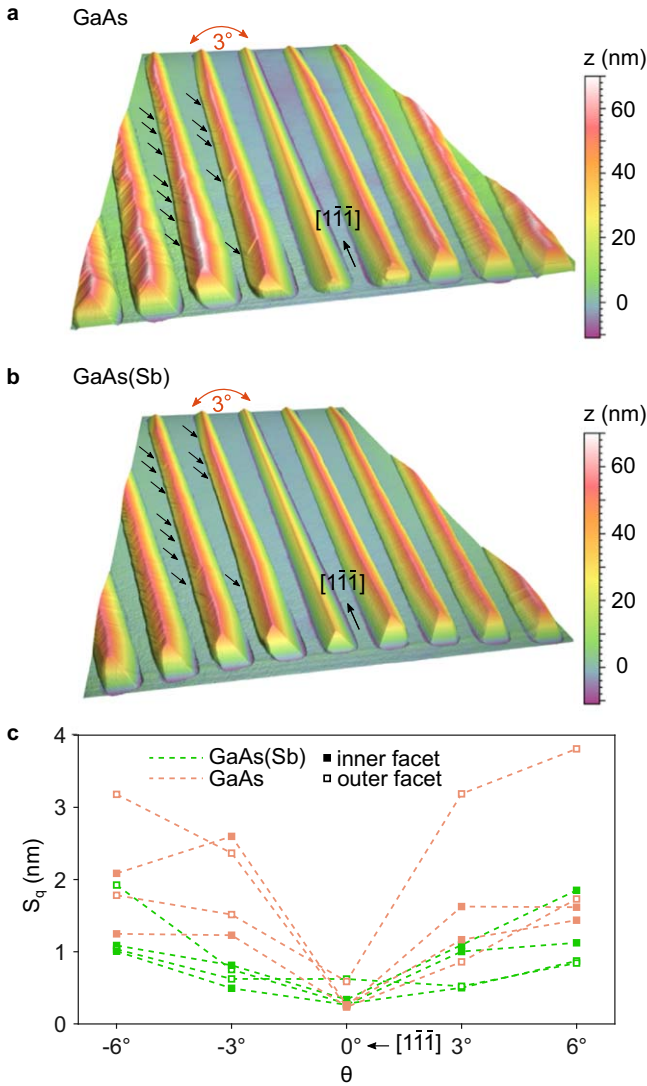 a GaAs
3°
z (nm)
60
40
20
0
[11̄1̄]
b GaAs(Sb)
3°
z (nm)
60
40
20
0
[11̄1̄]
c
4
3
2
1
0
S_q (nm)
GaAs(Sb) inner facet
GaAs outer facet
-6° -3° 0° [11̄1̄] 3° 6°
θ